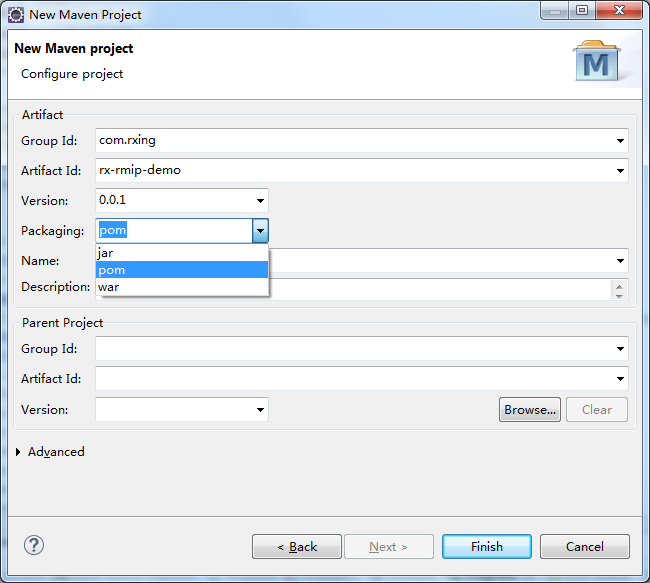 New Maven Project
New Maven project
Configure project
M
Artifact
Group Id: com.rxing
Artifact Id: rx-rmip-demo
Version: 0.0.1
Packaging: pom
jar
Name:
pom
Description: war
Parent Project
Group Id:
Artifact Id:
Version: Browse... Clear
Advanced
? < Back Next > Finish Cancel